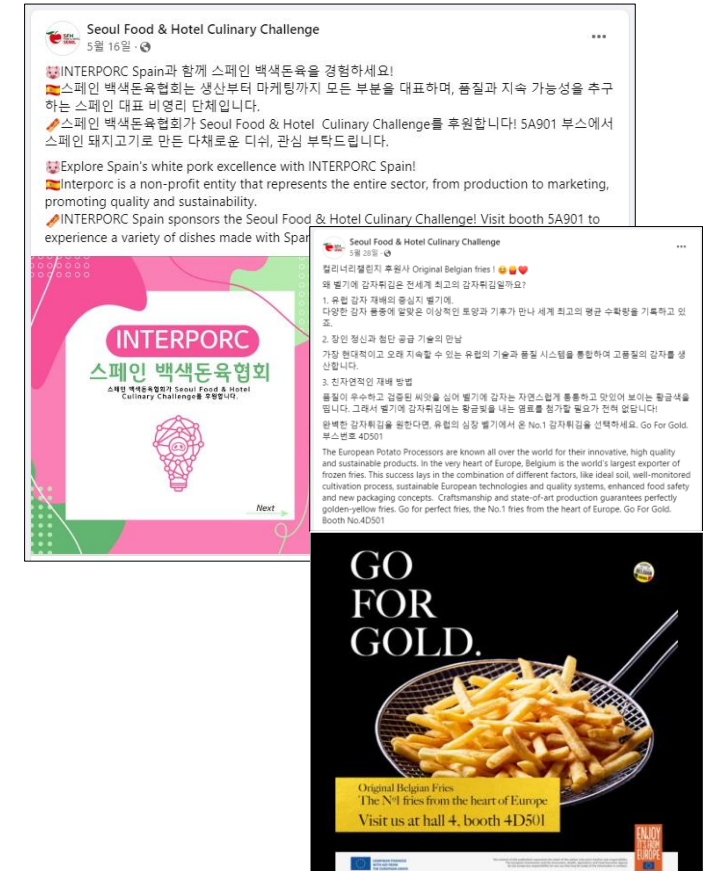 Seoul Food & Hotel Culinary Challenge
5월 16일 ·
🐷INTERPORC Spain과 함께 스페인 백색돈육을 경험하세요!
🇪🇸스페인 백색돈육협회는 생산부터 마케팅까지 모든 부분을 대표하며, 품질과 지속 가능성을 추구
하는 스페인 대표 비영리 단체입니다.
🥓스페인 백색돈육협회가 Seoul Food & Hotel Culinary Challenge를 후원합니다! 5A901 부스에서
스페인 돼지고기로 만든 다채로운 디쉬, 관심 부탁드립니다.
🐷Explore Spain's white pork excellence with INTERPORC Spain!
🇪🇸Interporc is a non-profit entity that represents the entire sector, from production to marketing,
promoting quality and sustainability.
🥓INTERPORC Spain sponsors the Seoul Food & Hotel Culinary Challenge! Visit booth 5A901 to
experience a variety of dishes made with Spar
INTERPORC
스페인 백색돈육협회
스페인 백색돈육협회가 Seoul Food & Hotel
Culinary Challenge를 후원합니다.
Next
Seoul Food & Hotel Culinary Challenge
5월 28일 ·
컬리너리챌린지 후원사 Original Belgian fries ! 😊🍟❤️
왜 벨기에 감자튀김은 전세계 최고의 감자튀김일까요?
1. 유럽 감자 재배의 중심지 벨기에.
다양한 감자 품종에 알맞은 이상적인 토양과 기후가 만나 세계 최고의 평균 수확량을 기록하고 있
죠.
2. 장인 정신과 첨단 공급 기술의 만남
가장 현대적이고 오래 지속할 수 있는 유럽의 기술과 품질 시스템을 통합하여 고품질의 감자를 생
산합니다.
3. 친자연적인 재배 방법
품질이 우수하고 검증된 씨앗을 심어 벨기에 감자는 자연스럽게 통통하고 맛있어 보이는 황금색을
띕니다. 그래서 벨기에 감자튀김에는 황금빛을 내는 염료를 첨가할 필요가 전혀 없답니다!
완벽한 감자튀김을 원한다면, 유럽의 심장 벨기에서 온 No.1 감자튀김을 선택하세요. Go For Gold.
부스번호 4D501
The European Potato Processors are known all over the world for their innovative, high quality
and sustainable products. In the very heart of Europe, Belgium is the world's largest exporter of
frozen fries. This success lays in the combination of different factors, like ideal soil, well-monitored
cultivation process, sustainable European technologies and quality systems, enhanced food safety
and new packaging concepts. Craftsmanship and state-of-art production guarantees perfectly
golden-yellow fries. Go for perfect fries, the No.1 fries from the heart of Europe. Go For Gold.
Booth No.4D501
GO
FOR
GOLD.
Original Belgian Fries
The Nº1 fries from the heart of Europe
Visit us at hall 4, booth 4D501
ENJOY
IT'S FROM
EUROPE